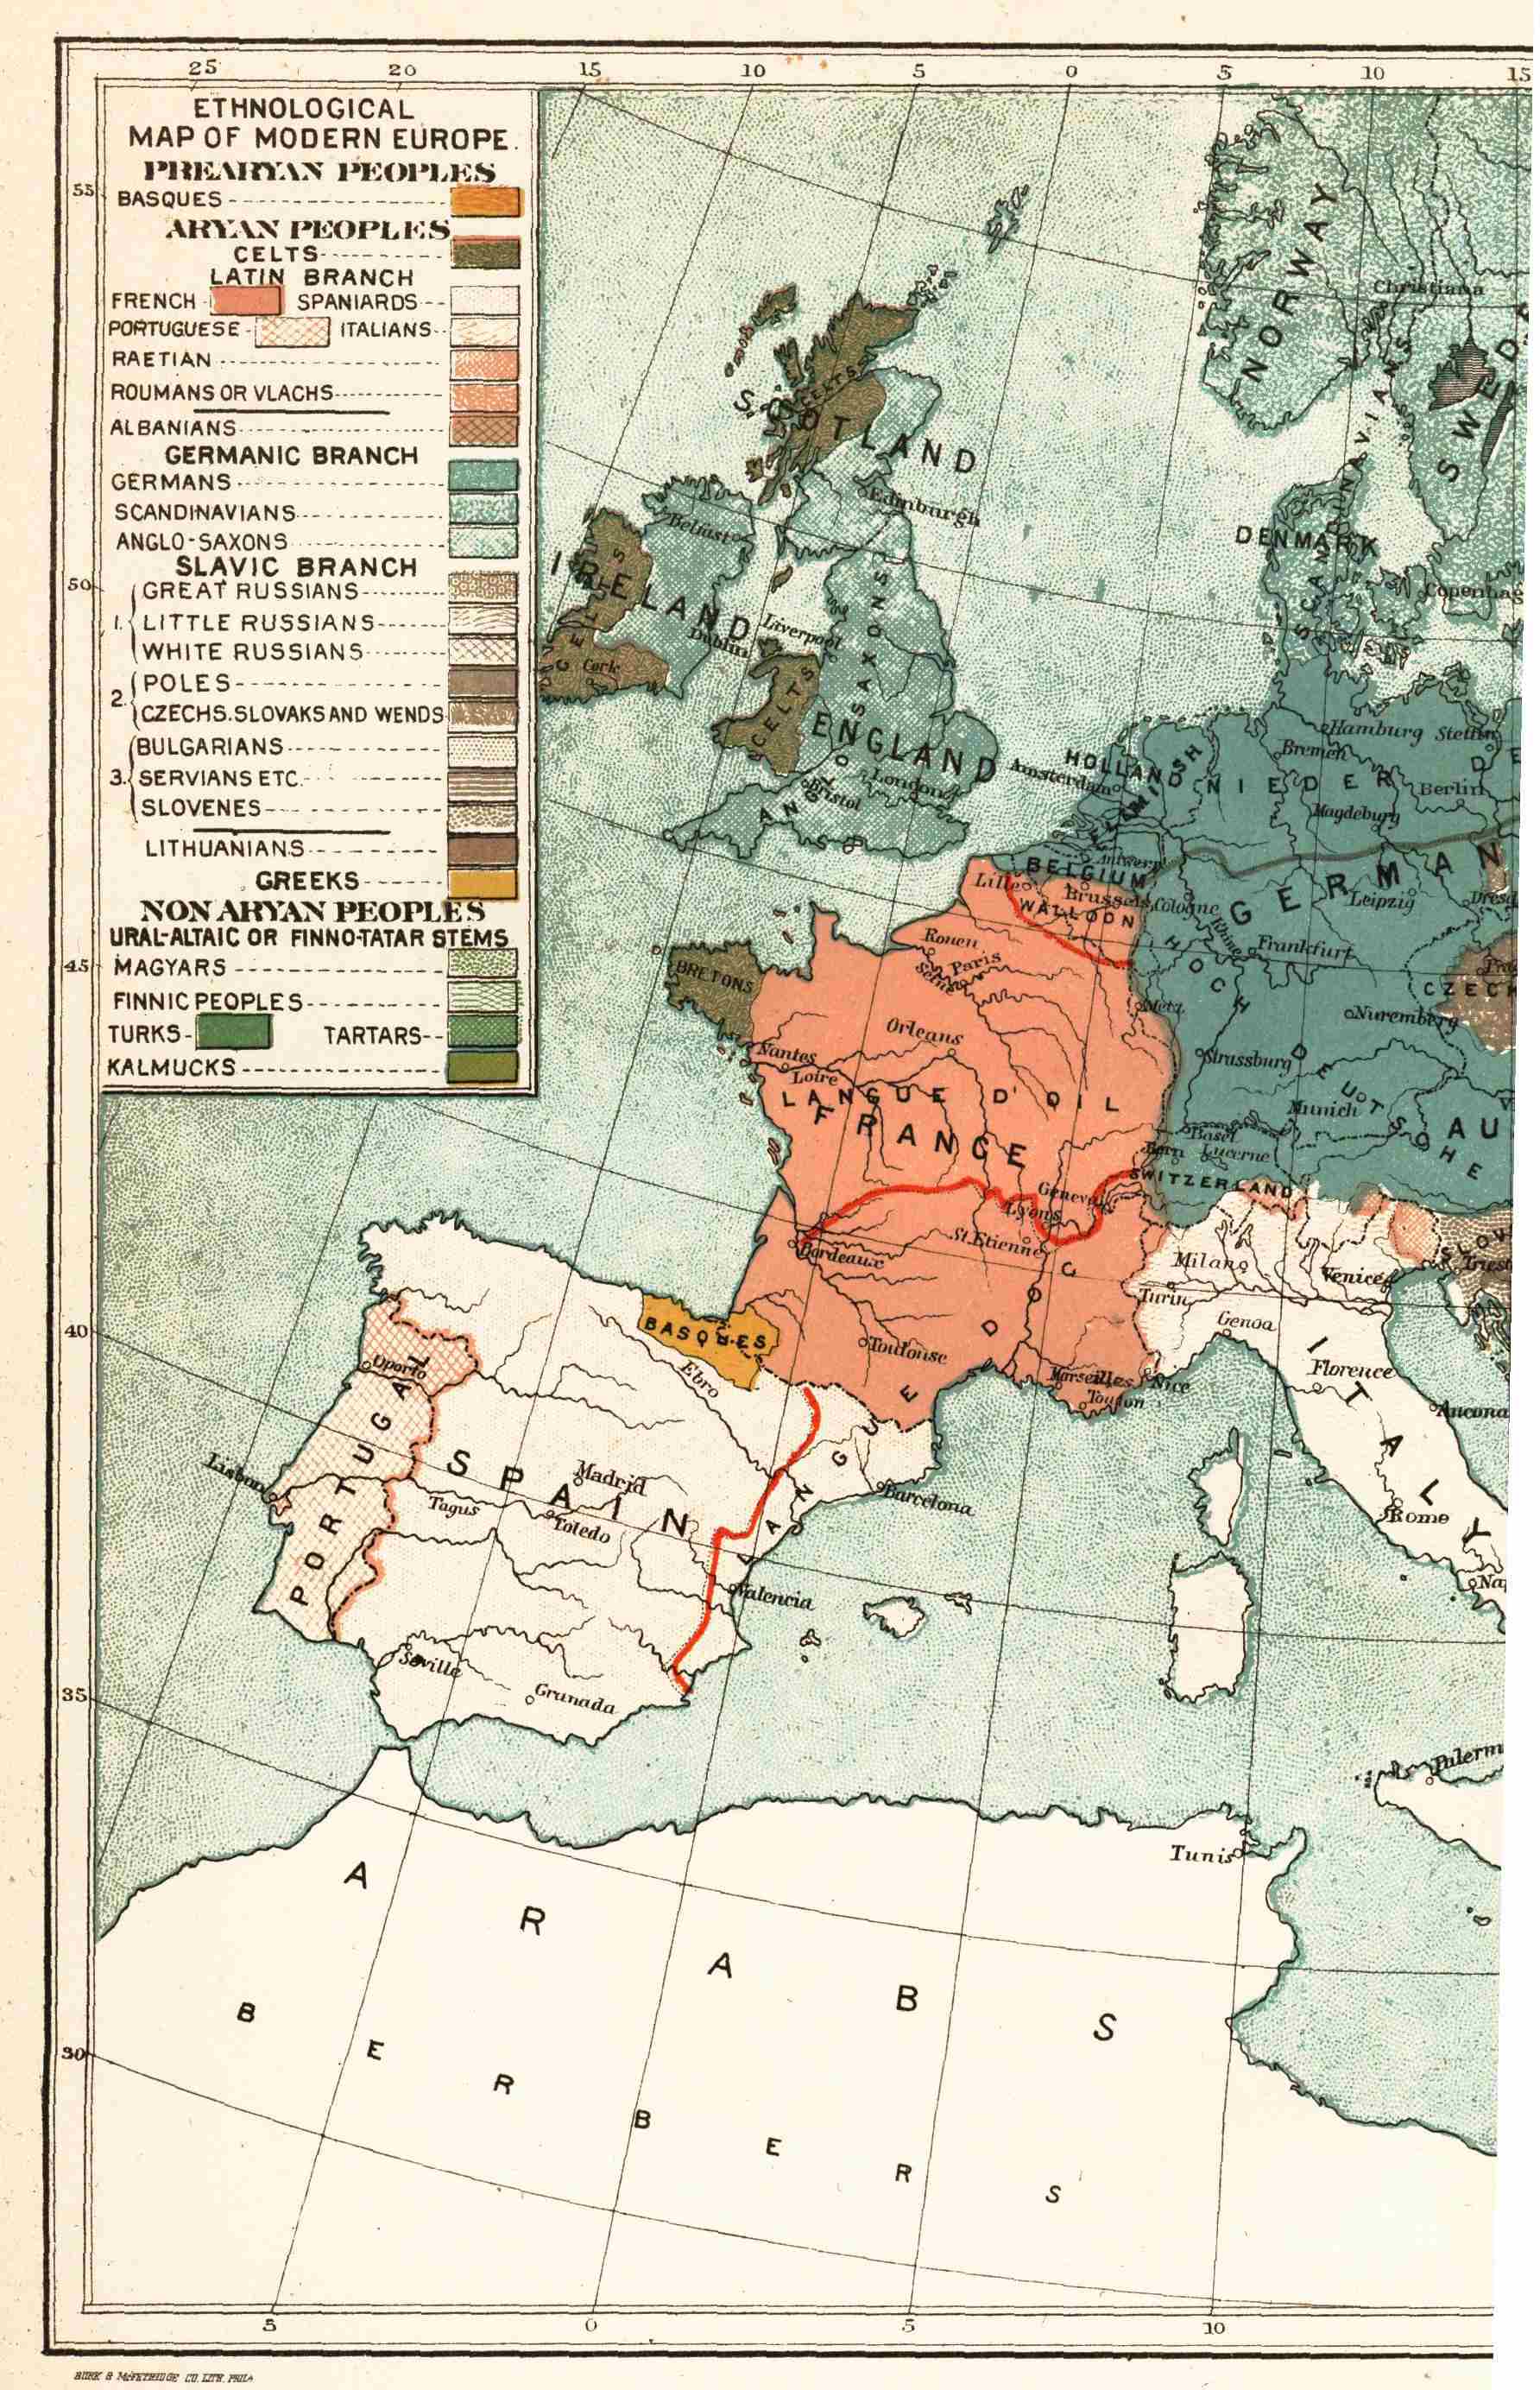 25 20 15 10 5 0 5 10 15
ETHNOLOGICAL
MAP OF MODERN EUROPE.
PREARYAN PEOPLES
BASQUES
ARYAN PEOPLES
CELTS
LATIN BRANCH
FRENCH SPANIARDS
PORTUGUESE ITALIANS
RAETIAN
ROUMANS OR VLACHS
ALBANIANS
GERMANIC BRANCH
GERMANS
SCANDINAVIANS
ANGLO-SAXONS
SLAVIC BRANCH
GREAT RUSSIANS
1. LITTLE RUSSIANS
WHITE RUSSIANS
POLES
2. CZECHS. SLOVAKS AND WENDS
BULGARIANS
3. SERVIANS ETC.
SLOVENES
LITHUANIANS
GREEKS
NON ARYAN PEOPLES
URAL-ALTAIC OR FINNO-TATAR STEMS
MAGYARS
FINNIC PEOPLES
TURKS TARTARS
KALMUCKS
55
50
45
40
35
30
NORWAY
Christiana
SWED
SCANDINAVIANS
DENMARK
Copenhag
SCOTLAND
CELTS
Edinburgh
IRELAND
CELTS
Belfast
Dublin
Cork
Liverpool
CELTS
ENGLAND
ANGLO SAXONS
&
London
Bristol
HOLLAND
Amsterdam
FLEMISH
NIEDER
Hamburg
Stettin
Bremen
Berlin
Magdeburg
BELGIUM
Antwerp
Lille
Brussels
Cologne
WALLOON
GERMAN
Leipzig
Dresd
Rhine
Frankfurt
HOCH DEUTSCHE
Prag
CZECH
Nuremberg
Metz
Strassburg
Munich
AU
Basel
Bern
Lucerne
SWITZERLAND
Rouen
Paris
Seine
BRETONS
Orleans
Nantes
Loire
LANGUE D'OIL
FRANCE
Geneva
Lyons
St. Etienne
Bordeaux
Toulouse
Marseilles
Nice
Toulon
LANGUE D OC
Milano
Venice
Turin
Genoa
SLOV
Triest
ITALY
Florence
Ancona
Rome
Na
Palerm
BASQUES
Ebro
Oporto
PORTUGAL
Lisbon
SPAIN
Madrid
Tagus
Toledo
Barcelona
Valencia
Seville
Granada
Tunis
ARABS
BERBERS
5 0 5 10
BURK & McFETRIDGE CO. LITH. PHILA